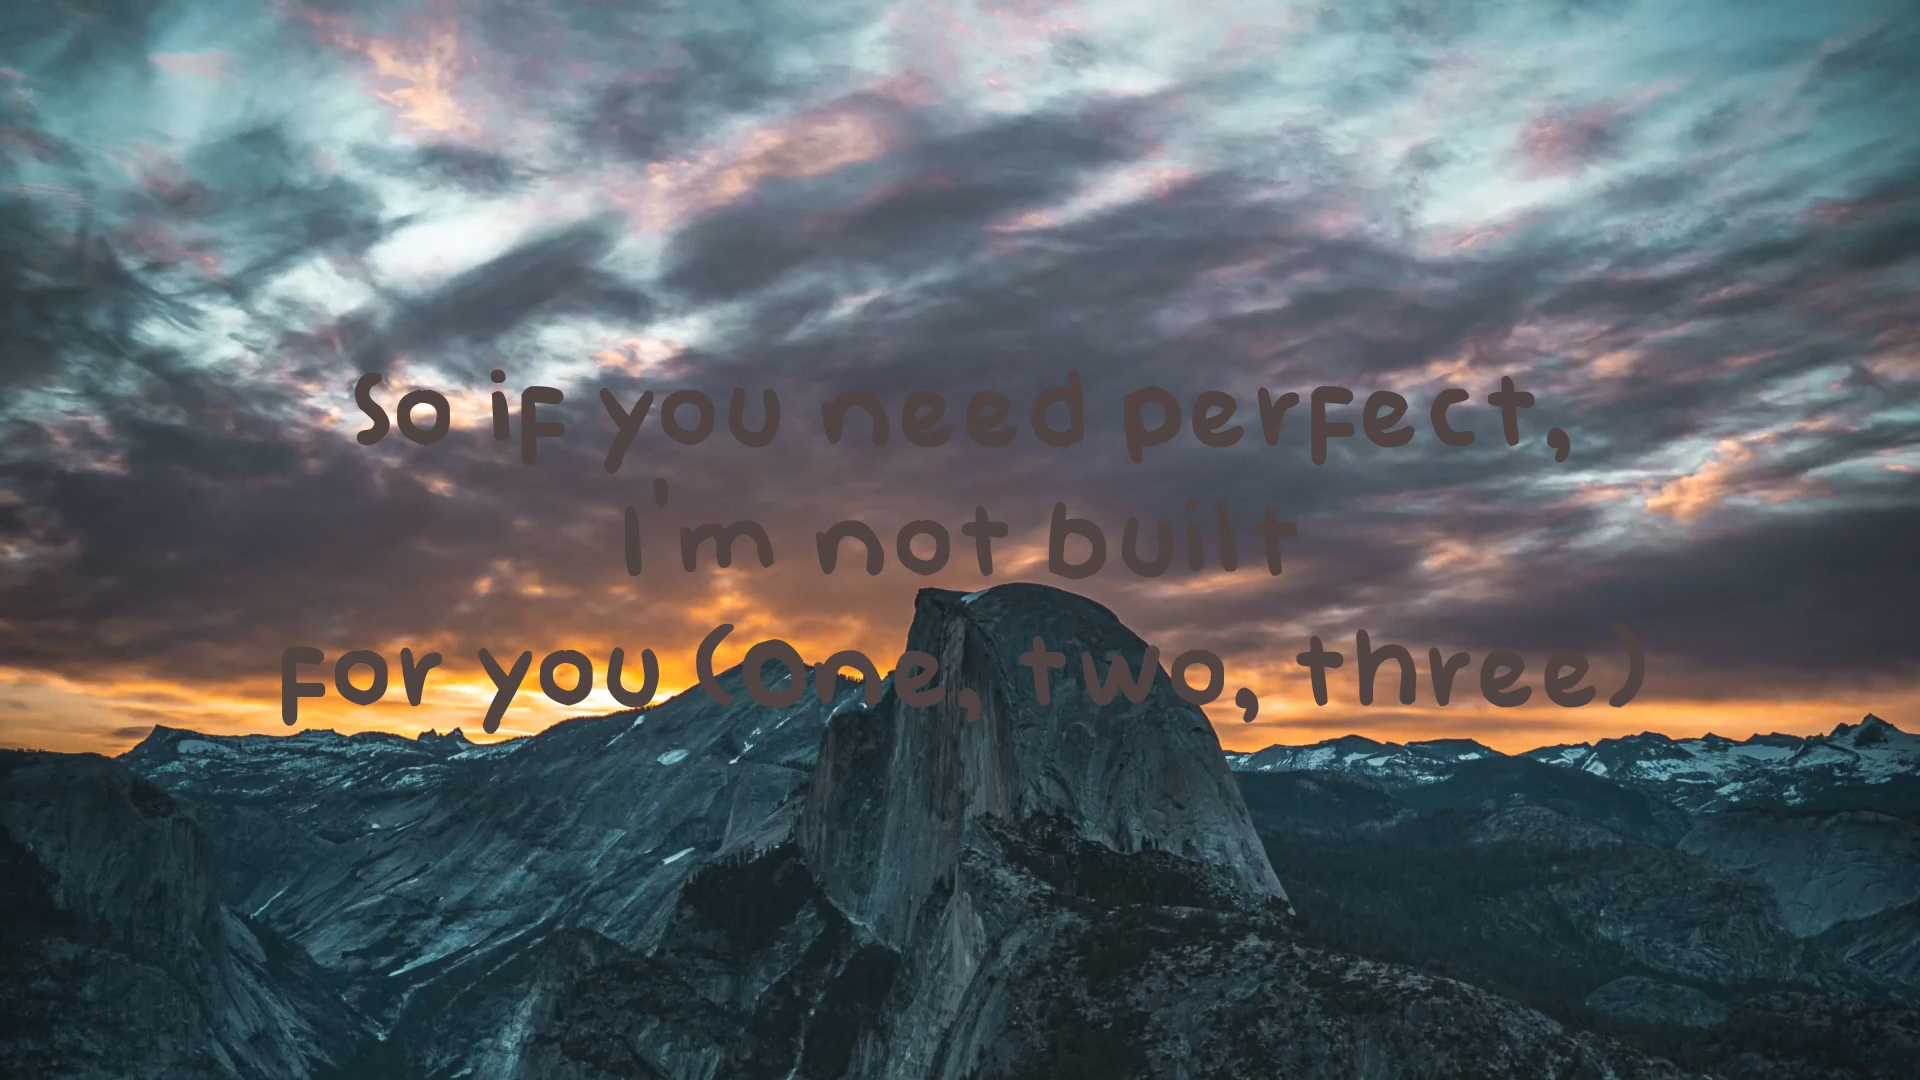 So if you need perfect,
I'm not built
for you (One, two, three)